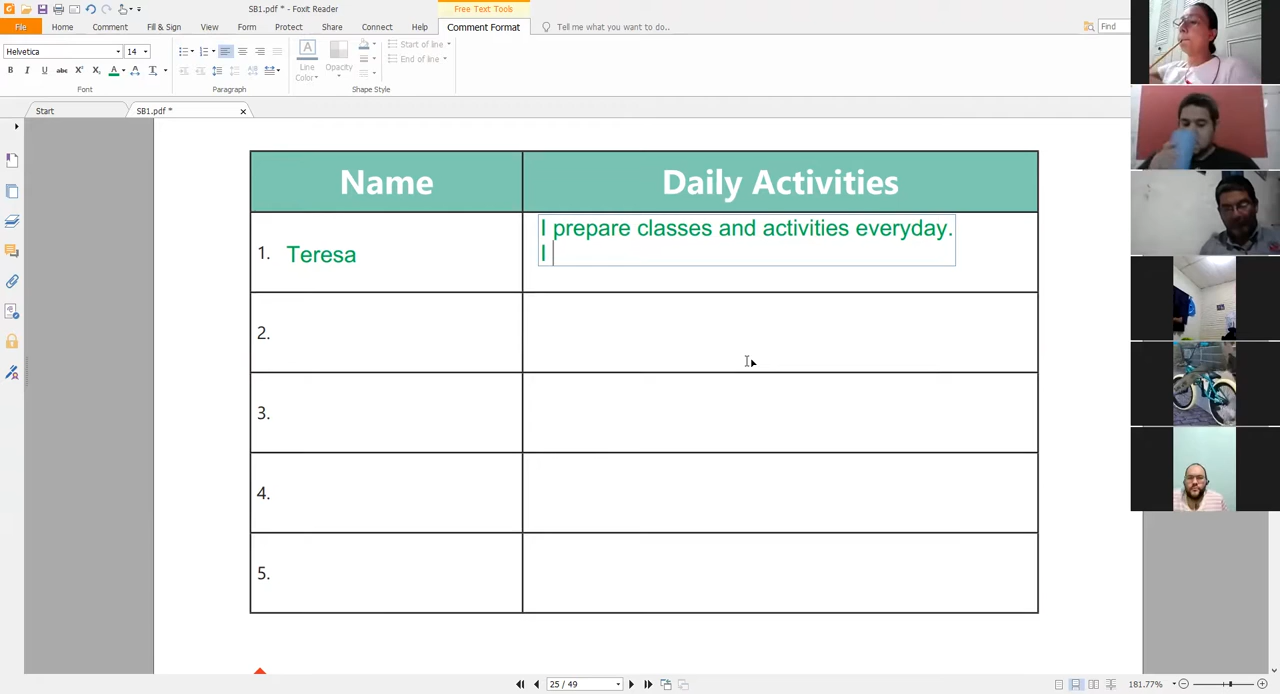 SB1.pdf * - Foxit Reader
Free Text Tools
File
Home
Comment
Fill & Sign
View
Form
Protect
Share
Connect
Help
Comment Format
Tell me what you want to do..
Find
Helvetica
14
Line
Color
Opacity
Start of line
End of line
Font
Paragraph
Shape Style
Start
SB1.pdf *
Name
Daily Activities
1.
Teresa
I prepare classes and activities everyday.
I
2.
3.
4.
5.
25 / 49
181.77%